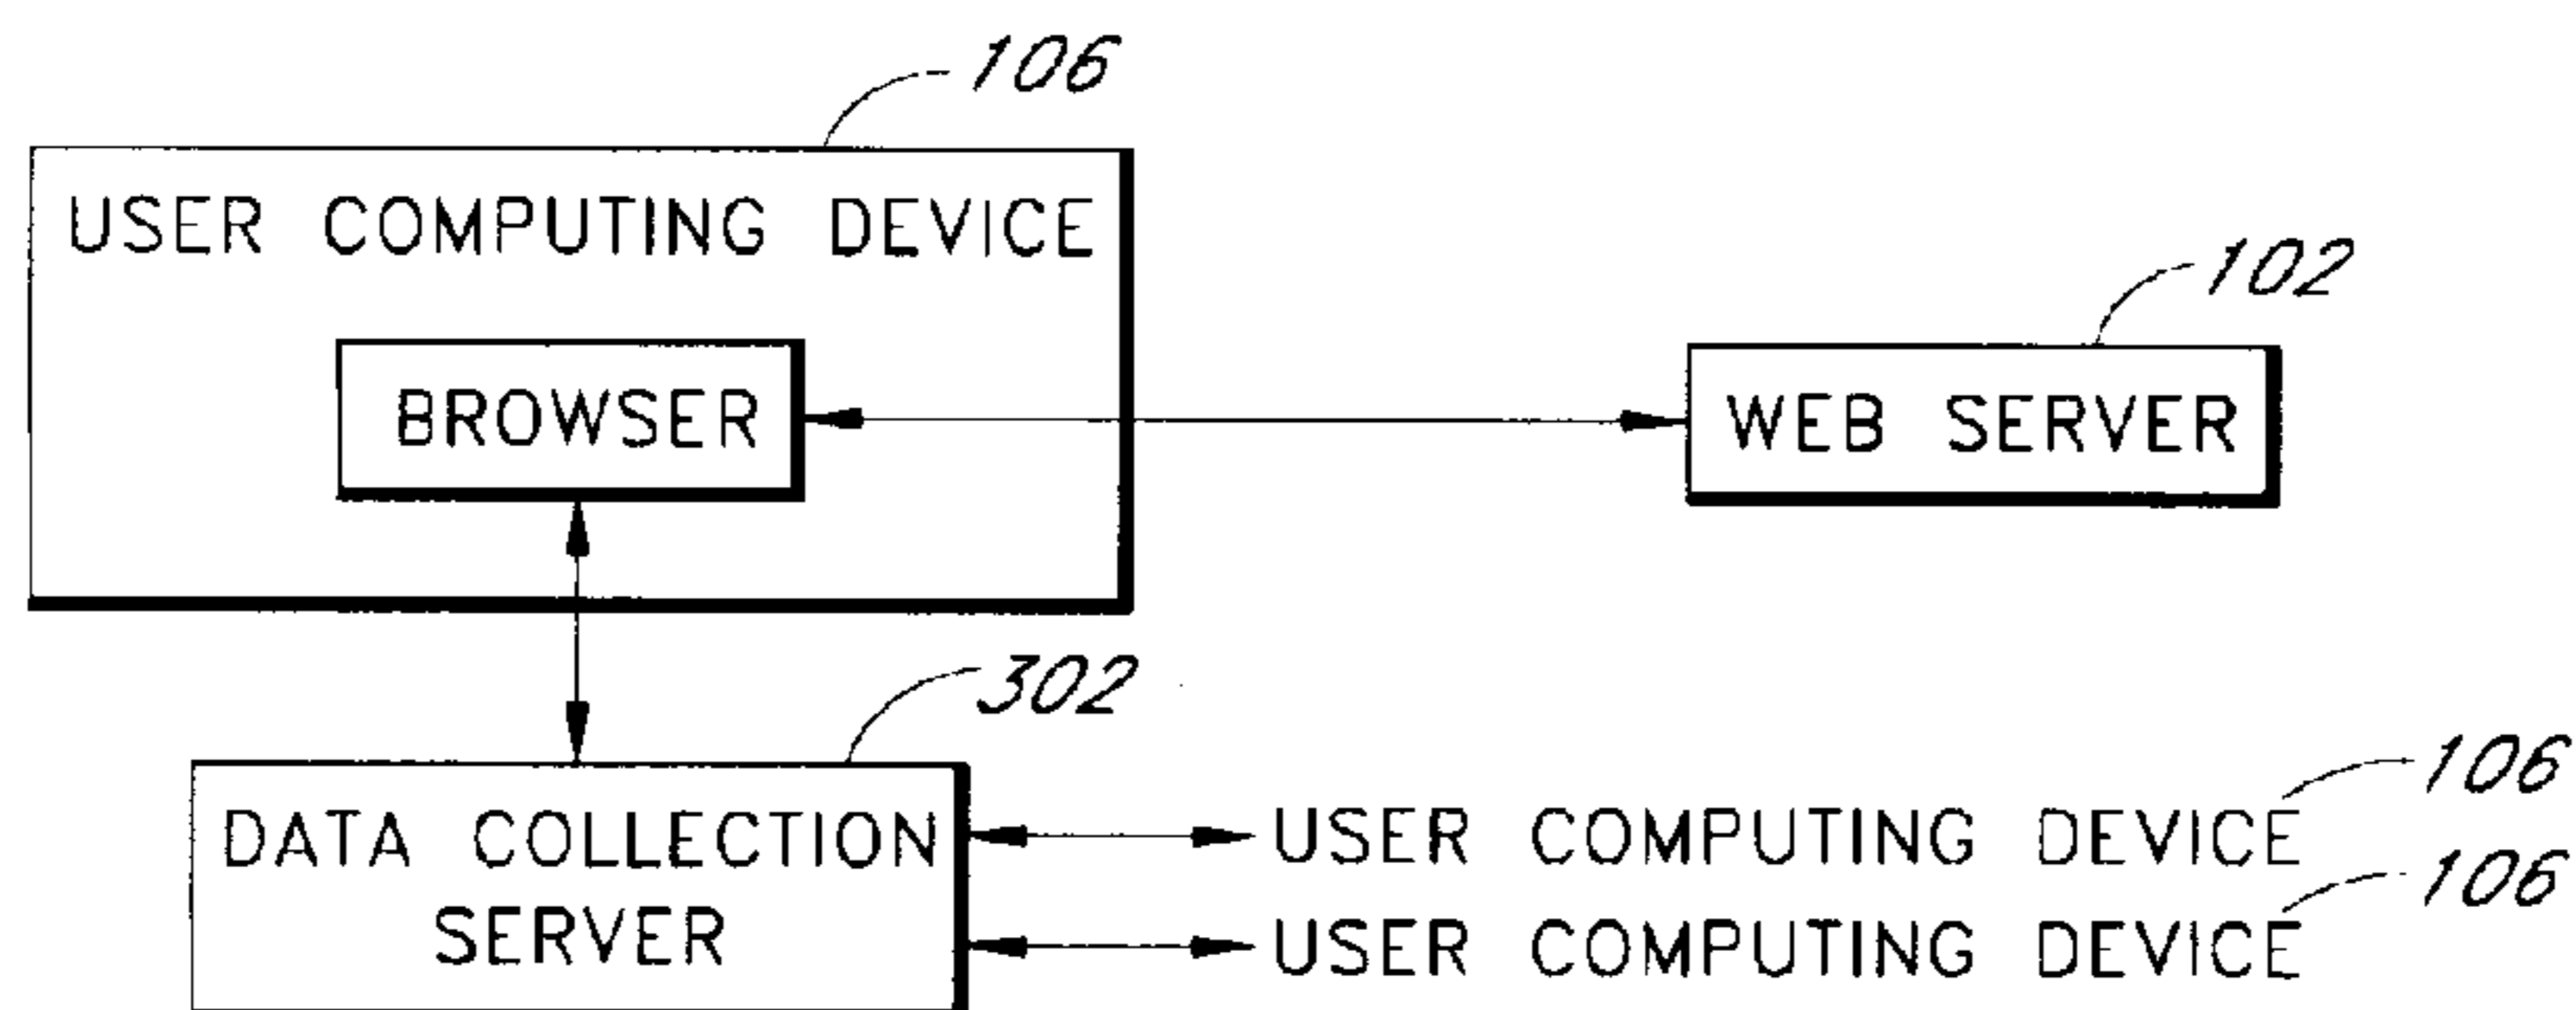 106
USER COMPUTING DEVICE
102
BROWSER
WEB SERVER
302
106
DATA COLLECTION
SERVER
USER COMPUTING DEVICE
106
USER COMPUTING DEVICE